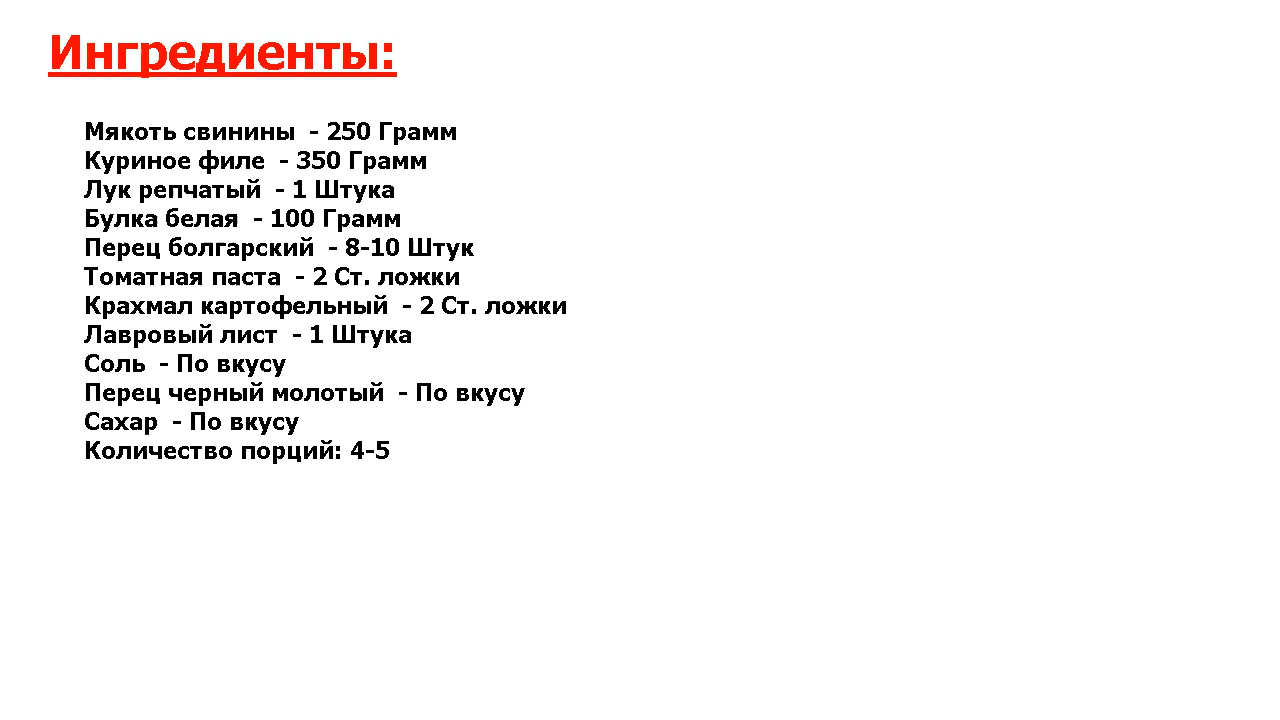 Ингредиенты:
Мякоть свинины  - 250 Грамм
Куриное филе  - 350 Грамм
Лук репчатый  - 1 Штука
Булка белая  - 100 Грамм
Перец болгарский  - 8-10 Штук
Томатная паста  - 2 Ст. ложки
Крахмал картофельный  - 2 Ст. ложки
Лавровый лист  - 1 Штука
Соль  - По вкусу
Перец черный молотый  - По вкусу
Сахар  - По вкусу
Количество порций: 4-5